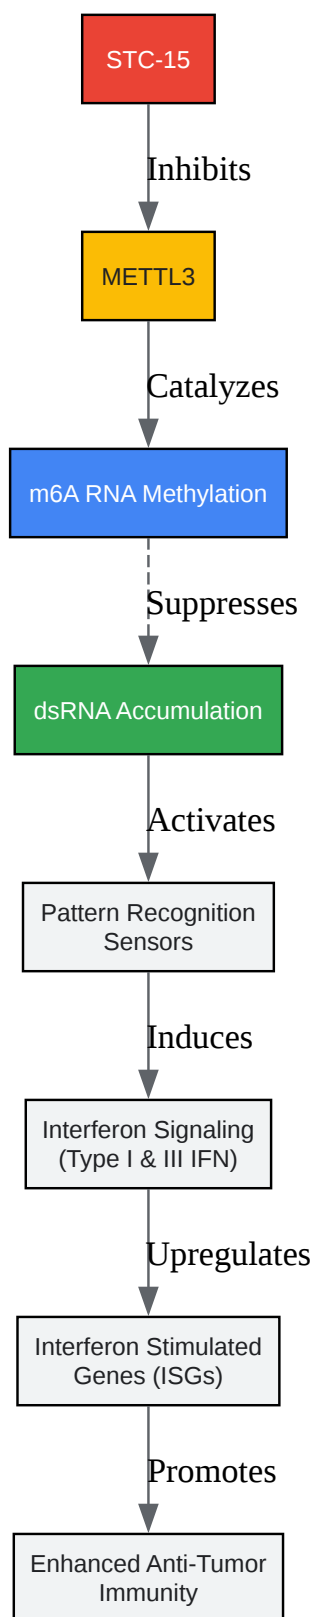 STC-15
Inhibits
METTL3
Catalyzes
m6A RNA Methylation
Suppresses
dsRNA Accumulation
Activates
Pattern Recognition
Sensors
Induces
Interferon Signaling
(Type I & III IFN)
Upregulates
Interferon Stimulated
Genes (ISGs)
Promotes
Enhanced Anti-Tumor
Immunity